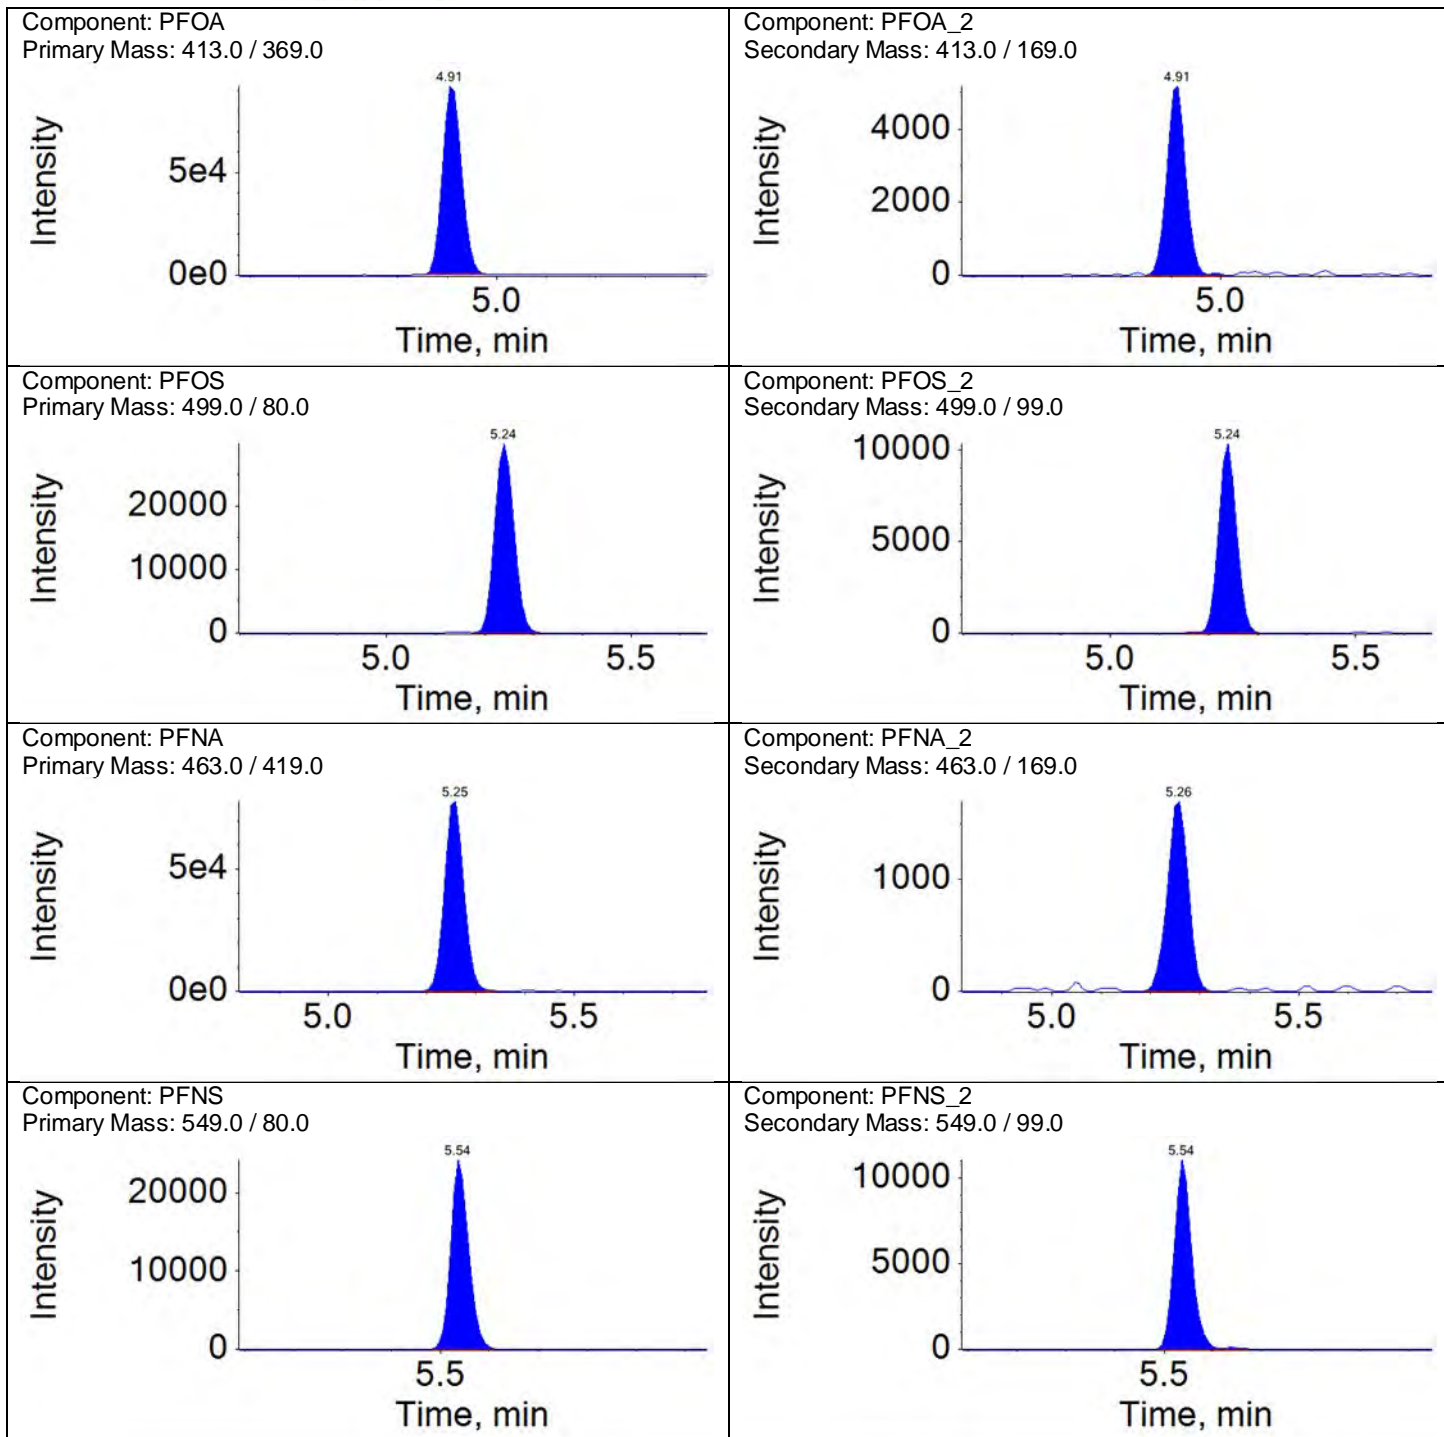 Component: PFOA
Primary Mass: 413.0 / 369.0
4.91
Intensity
5e4
0e0
5.0
Time, min
Component: PFOA_2
Secondary Mass: 413.0 / 169.0
4.91
Intensity
4000
2000
0
5.0
Time, min
Component: PFOS
Primary Mass: 499.0 / 80.0
5.24
Intensity
20000
10000
0
5.0 5.5
Time, min
Component: PFOS_2
Secondary Mass: 499.0 / 99.0
5.24
Intensity
10000
5000
0
5.0 5.5
Time, min
Component: PFNA
Primary Mass: 463.0 / 419.0
5.25
Intensity
5e4
0e0
5.0 5.5
Time, min
Component: PFNA_2
Secondary Mass: 463.0 / 169.0
5.26
Intensity
1000
0
5.0 5.5
Time, min
Component: PFNS
Primary Mass: 549.0 / 80.0
5.54
Intensity
20000
10000
0
5.5
Time, min
Component: PFNS_2
Secondary Mass: 549.0 / 99.0
5.54
Intensity
10000
5000
0
5.5
Time, min